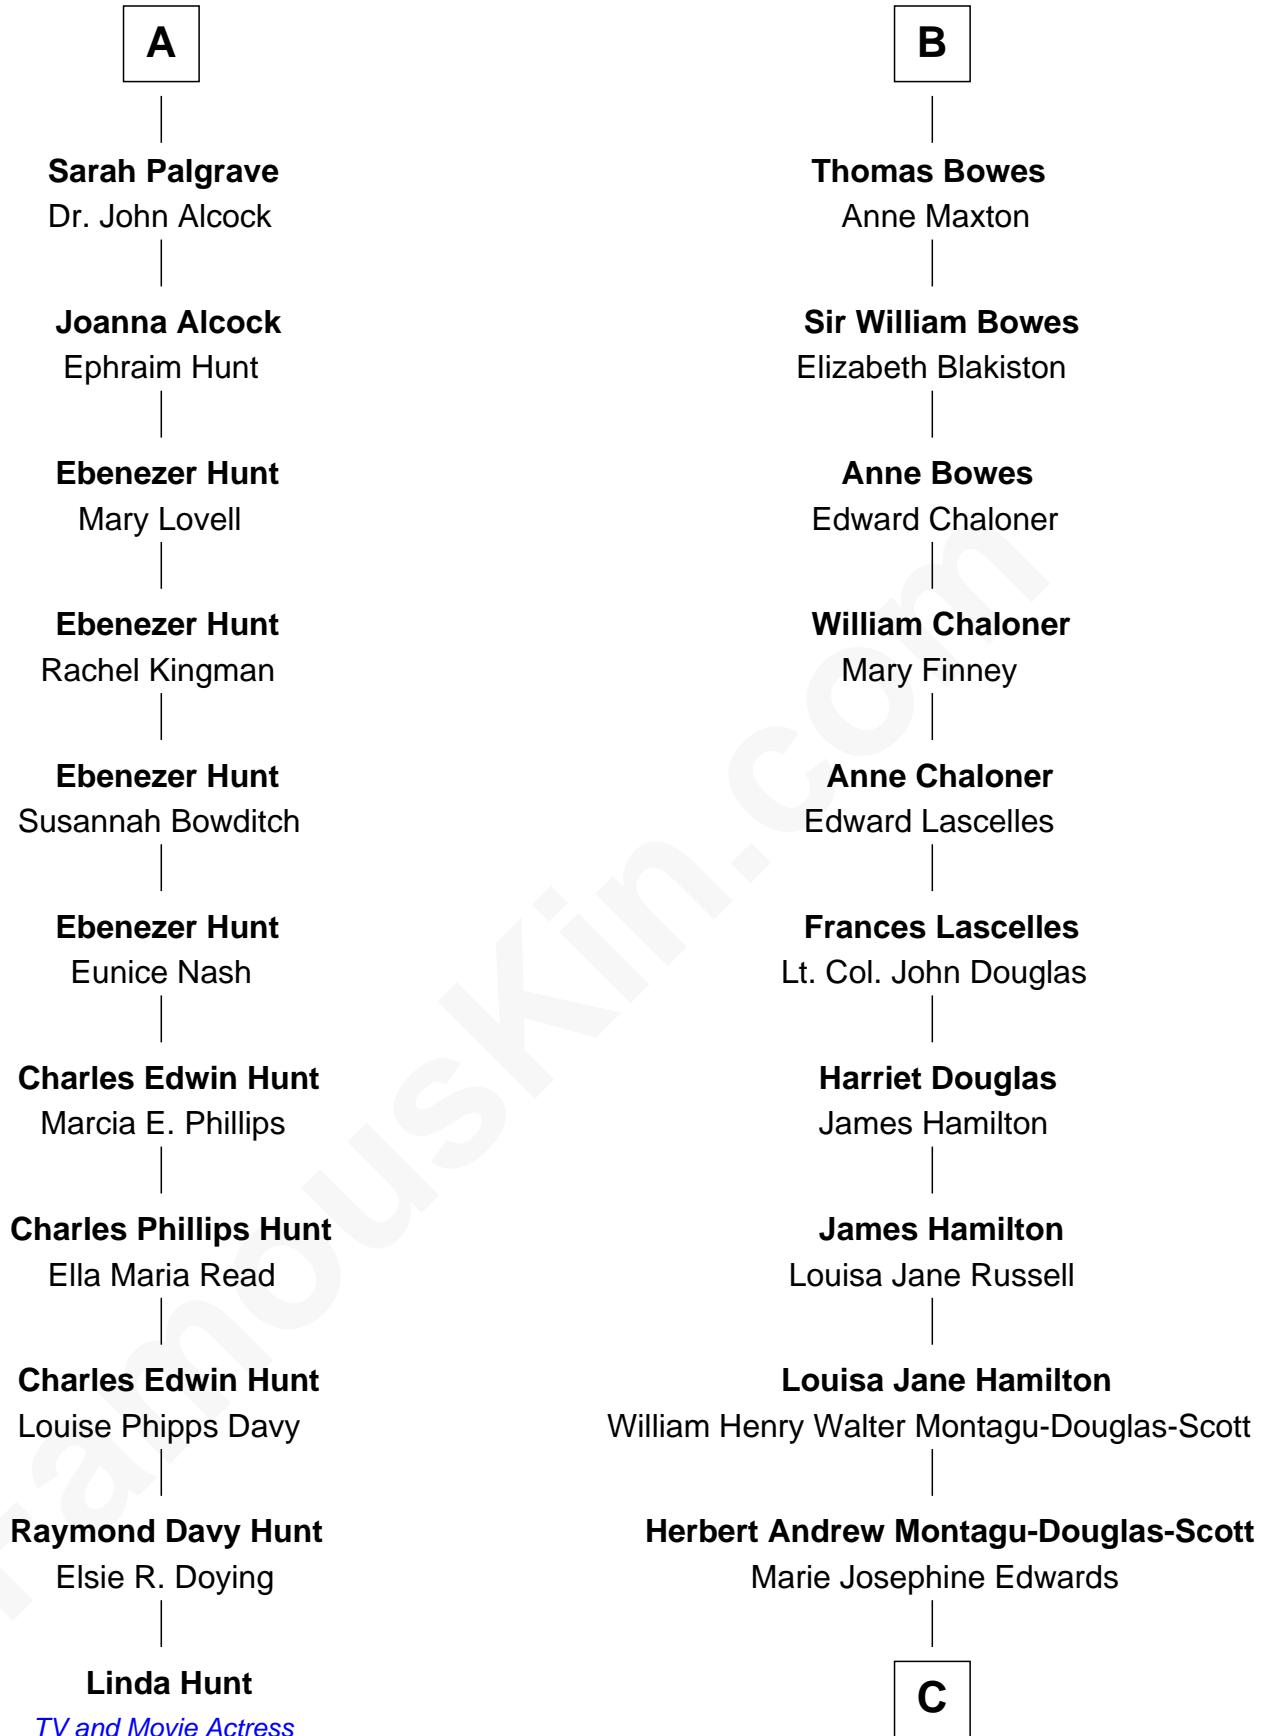 A
Sarah Palgrave
Dr. John Alcock
Joanna Alcock
Ephraim Hunt
Ebenezer Hunt
Mary Lovell
Ebenezer Hunt
Rachel Kingman
Ebenezer Hunt
Susannah Bowditch
Ebenezer Hunt
Eunice Nash
Charles Edwin Hunt
Marcia E. Phillips
Charles Phillips Hunt
Ella Maria Read
Charles Edwin Hunt
Louise Phipps Davy
Raymond Davy Hunt
Elsie R. Doying
Linda Hunt
TV and Movie Actress
B
Thomas Bowes
Anne Maxton
Sir William Bowes
Elizabeth Blakiston
Anne Bowes
Edward Chaloner
William Chaloner
Mary Finney
Anne Chaloner
Edward Lascelles
Frances Lascelles
Lt. Col. John Douglas
Harriet Douglas
James Hamilton
James Hamilton
Louisa Jane Russell
Louisa Jane Hamilton
William Henry Walter Montagu-Douglas-Scott
Herbert Andrew Montagu-Douglas-Scott
Marie Josephine Edwards
C
FamousKin.com